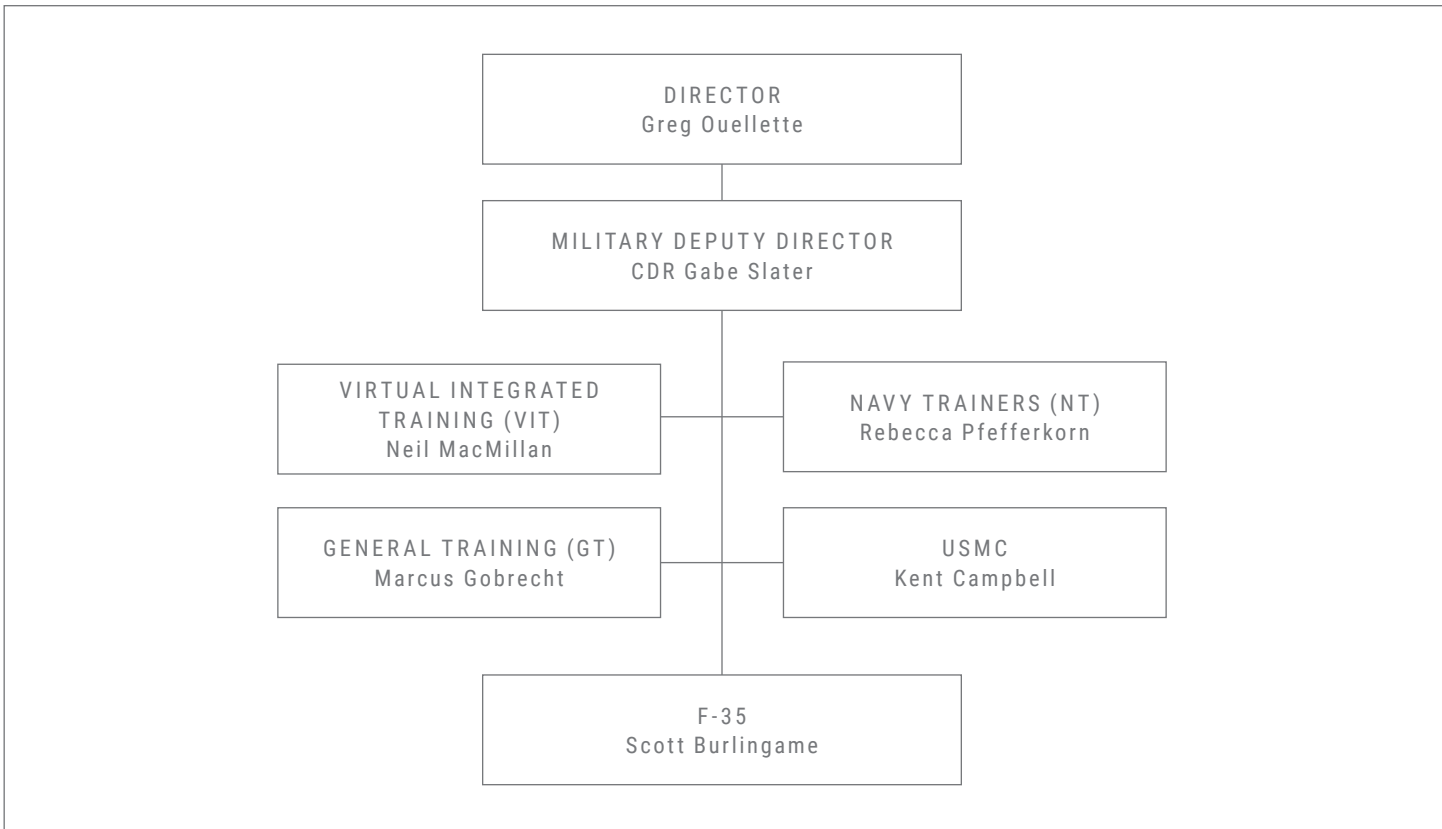 DIRECTOR
Greg Ouellette
MILITARY DEPUTY DIRECTOR
CDR Gabe Slater
VIRTUAL INTEGRATED
TRAINING (VIT)
Neil MacMillan
NAVY TRAINERS (NT)
Rebecca Pfefferkorn
GENERAL TRAINING (GT)
Marcus Gobrecht
USMC
Kent Campbell
F-35
Scott Burlingame